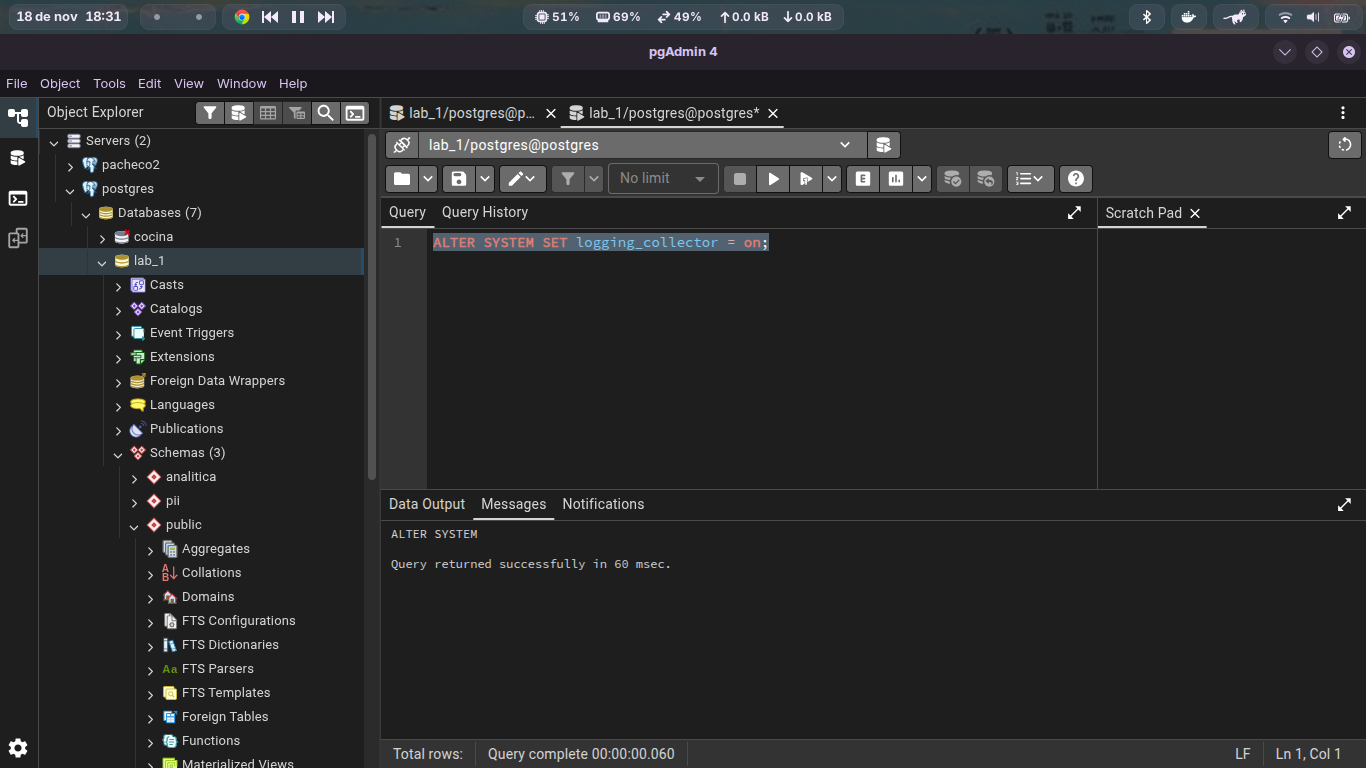 18 de nov 18:31
51%
69%
49%
0.0 kB
0.0 kB
pgAdmin 4
File Object Tools Edit View Window Help
Object Explorer
Servers (2)
pacheco2
postgres
Databases (7)
cocina
lab_1
Casts
Catalogs
Event Triggers
Extensions
Foreign Data Wrappers
Languages
Publications
Schemas (3)
analitica
pii
public
Aggregates
Collations
Domains
FTS Configurations
FTS Dictionaries
Aa FTS Parsers
FTS Templates
Foreign Tables
Functions
Materialized Views
lab_1/postgres@p...
lab_1/postgres@postgres*
lab_1/postgres@postgres
No limit
E
Query Query History
Scratch Pad
1 ALTER SYSTEM SET logging_collector = on;
Data Output Messages Notifications
ALTER SYSTEM
Query returned successfully in 60 msec.
Total rows: Query complete 00:00:00.060
LF Ln 1, Col 1